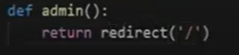 def admin():
    return redirect('/')